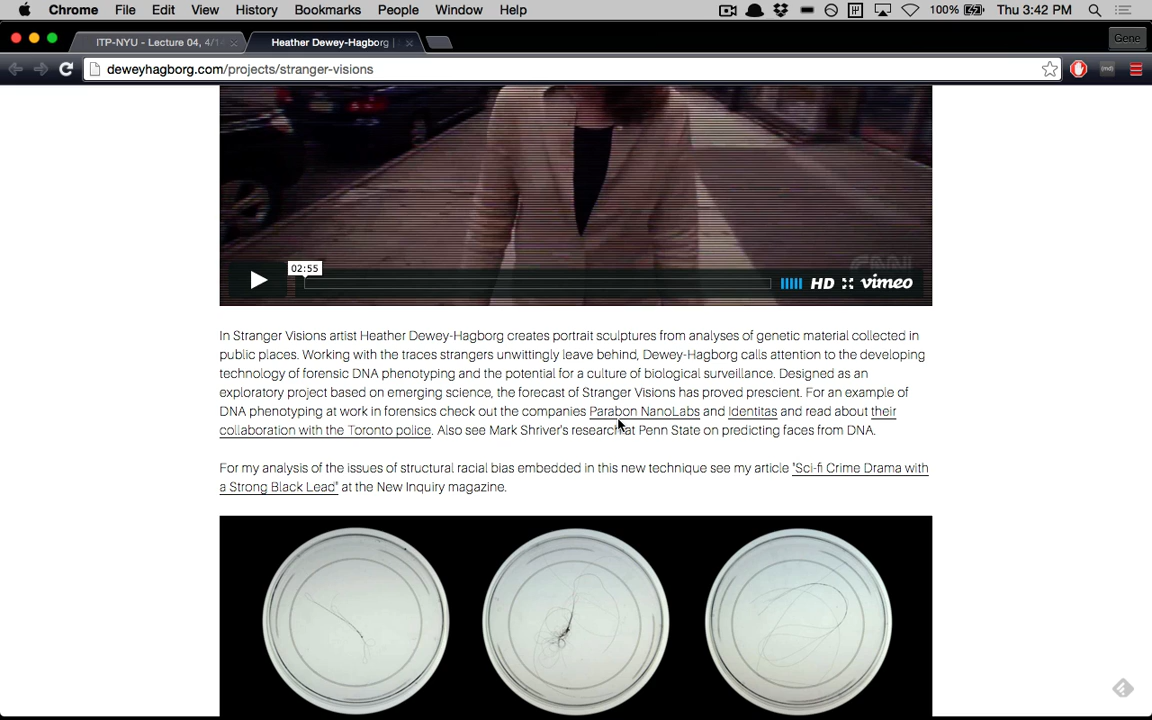 Chrome File Edit View History Bookmarks People Window Help 100% Thu 3:42 PM
ITP-NYU - Lecture 04, 4/1
Heather Dewey-Hagborg |
Gene
deweyhagborg.com/projects/stranger-visions
CNN
02:55
HD vimeo
In Stranger Visions artist Heather Dewey-Hagborg creates portrait sculptures from analyses of genetic material collected in
public places. Working with the traces strangers unwittingly leave behind, Dewey-Hagborg calls attention to the developing
technology of forensic DNA phenotyping and the potential for a culture of biological surveillance. Designed as an
exploratory project based on emerging science, the forecast of Stranger Visions has proved prescient. For an example of
DNA phenotyping at work in forensics check out the companies Parabon NanoLabs and Identitas and read about their
collaboration with the Toronto police. Also see Mark Shriver's research at Penn State on predicting faces from DNA.
For my analysis of the issues of structural racial bias embedded in this new technique see my article "Sci-fi Crime Drama with
a Strong Black Lead" at the New Inquiry magazine.